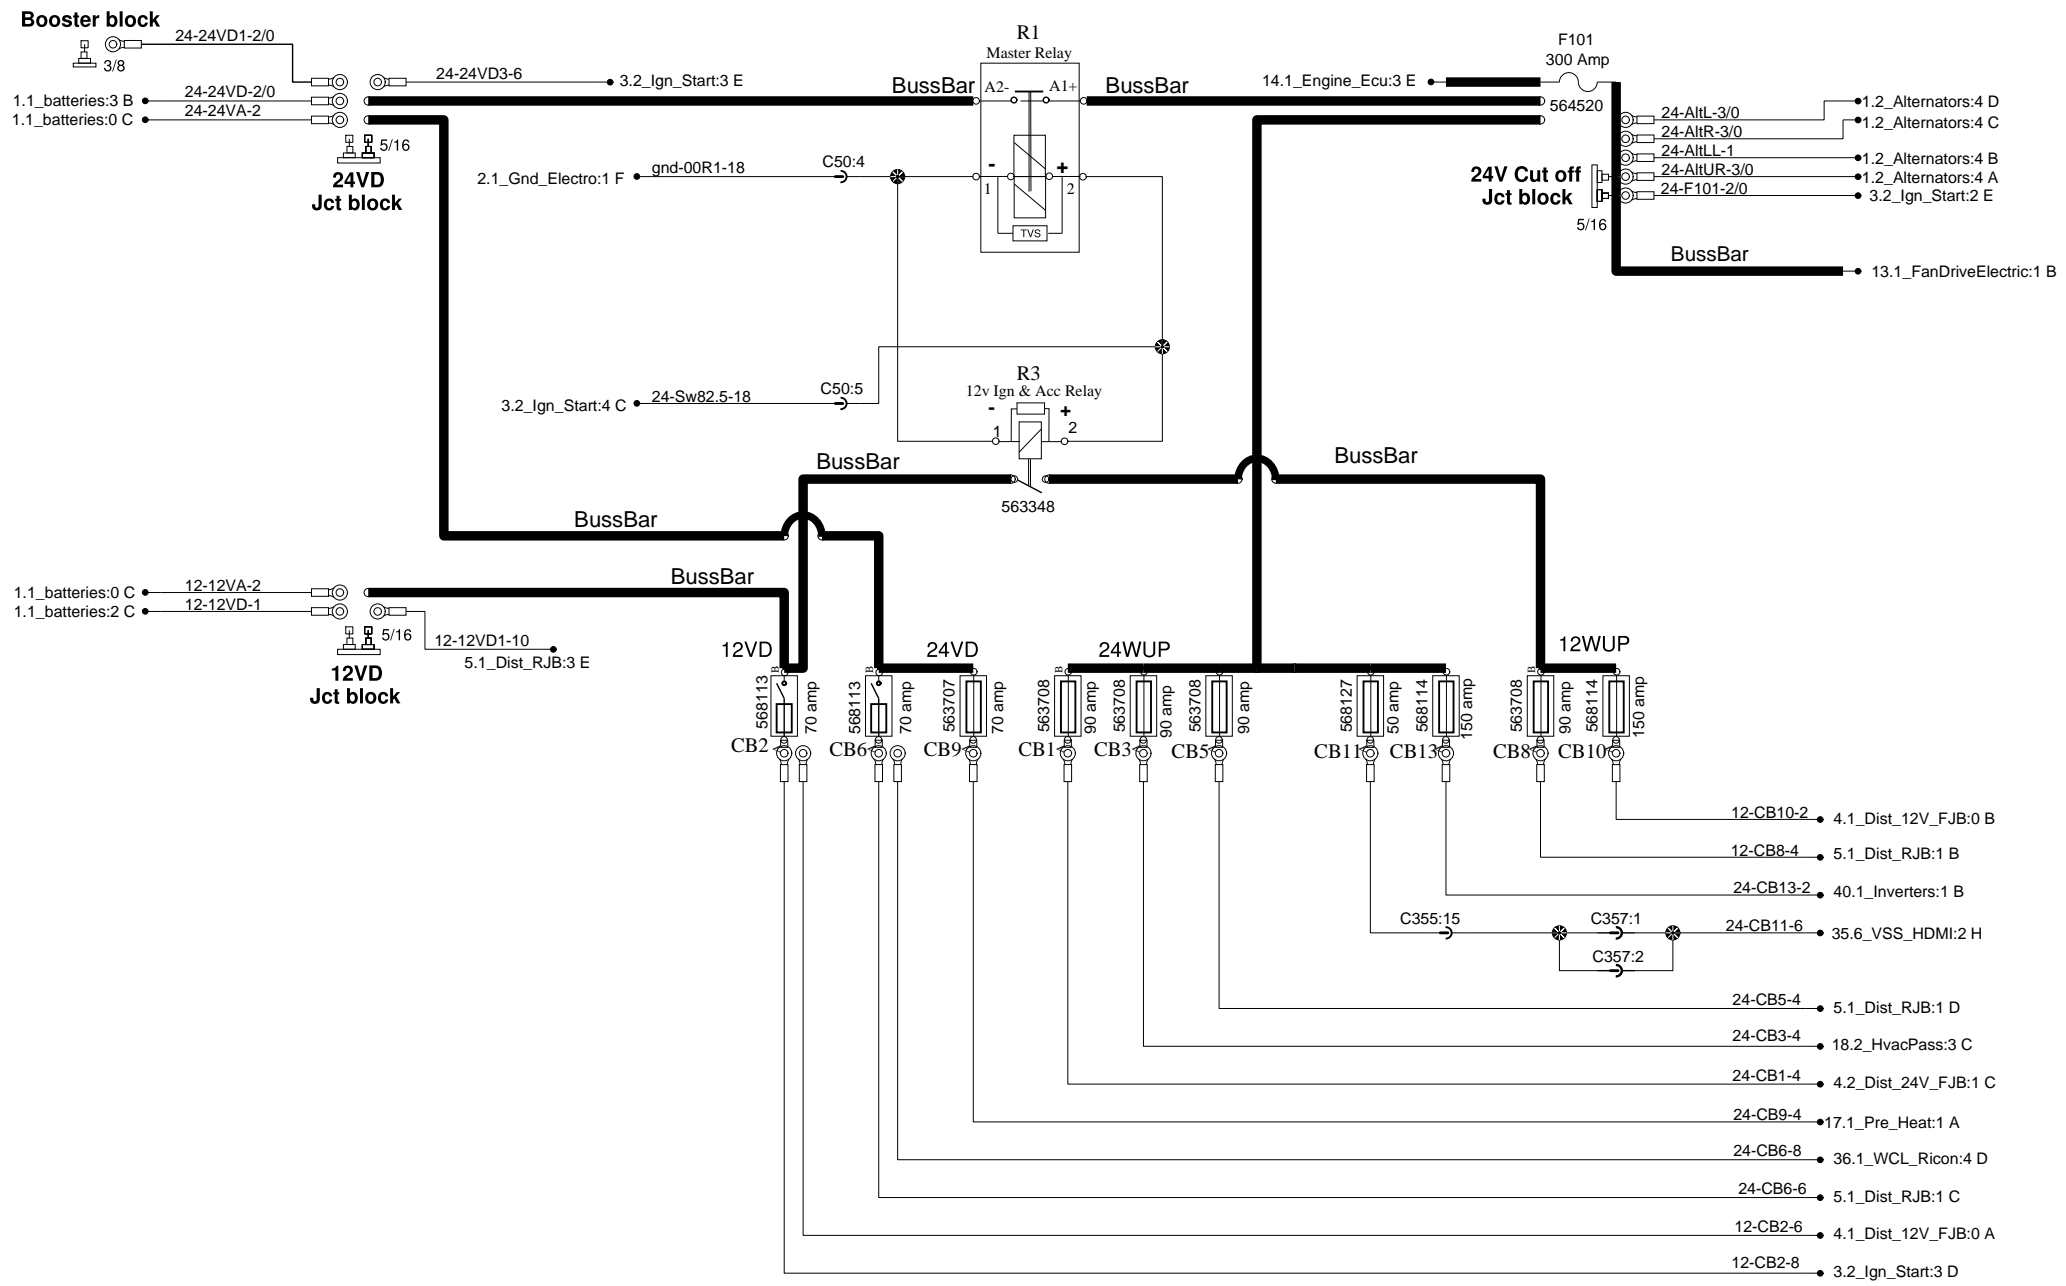 Booster block
3/8
24-24VD1-2/0
24-24VD3-6
3.2_Ign_Start:3 E
1.1_batteries:3 B
24-24VD-2/0
1.1_batteries:0 C
24-24VA-2
5/16
24VD
Jct block
BussBar
R1
Master Relay
A2-
A1+
-
+
1
2
TVS
BussBar
14.1_Engine_Ecu:3 E
F101
300 Amp
564520
24-AltL-3/0
1.2_Alternators:4 D
24-AltR-3/0
1.2_Alternators:4 C
24-AltLL-1
1.2_Alternators:4 B
24-AltUR-3/0
1.2_Alternators:4 A
24-F101-2/0
3.2_Ign_Start:2 E
24V Cut off
Jct block
5/16
BussBar
13.1_FanDriveElectric:1 B
2.1_Gnd_Electro:1 F
gnd-00R1-18
C50:4
3.2_Ign_Start:4 C
24-Sw82.5-18
C50:5
R3
12v Ign & Acc Relay
-
+
1
2
563348
BussBar
BussBar
BussBar
BussBar
1.1_batteries:0 C
12-12VA-2
1.1_batteries:2 C
12-12VD-1
5/16
12-12VD1-10
5.1_Dist_RJB:3 E
12VD
Jct block
12VD
24VD
24WUP
12WUP
B
568113
70 amp
CB2
B
568113
70 amp
CB6
563707
70 amp
CB9
B
563708
90 amp
CB1
563708
90 amp
CB3
563708
90 amp
CB5
568127
50 amp
CB11
568114
150 amp
CB13
B
563708
90 amp
CB8
568114
150 amp
CB10
12-CB10-2
4.1_Dist_12V_FJB:0 B
12-CB8-4
5.1_Dist_RJB:1 B
24-CB13-2
40.1_Inverters:1 B
C355:15
C357:1
24-CB11-6
35.6_VSS_HDMI:2 H
C357:2
24-CB5-4
5.1_Dist_RJB:1 D
24-CB3-4
18.2_HvacPass:3 C
24-CB1-4
4.2_Dist_24V_FJB:1 C
24-CB9-4
17.1_Pre_Heat:1 A
24-CB6-8
36.1_WCL_Ricon:4 D
24-CB6-6
5.1_Dist_RJB:1 C
12-CB2-6
4.1_Dist_12V_FJB:0 A
12-CB2-8
3.2_Ign_Start:3 D